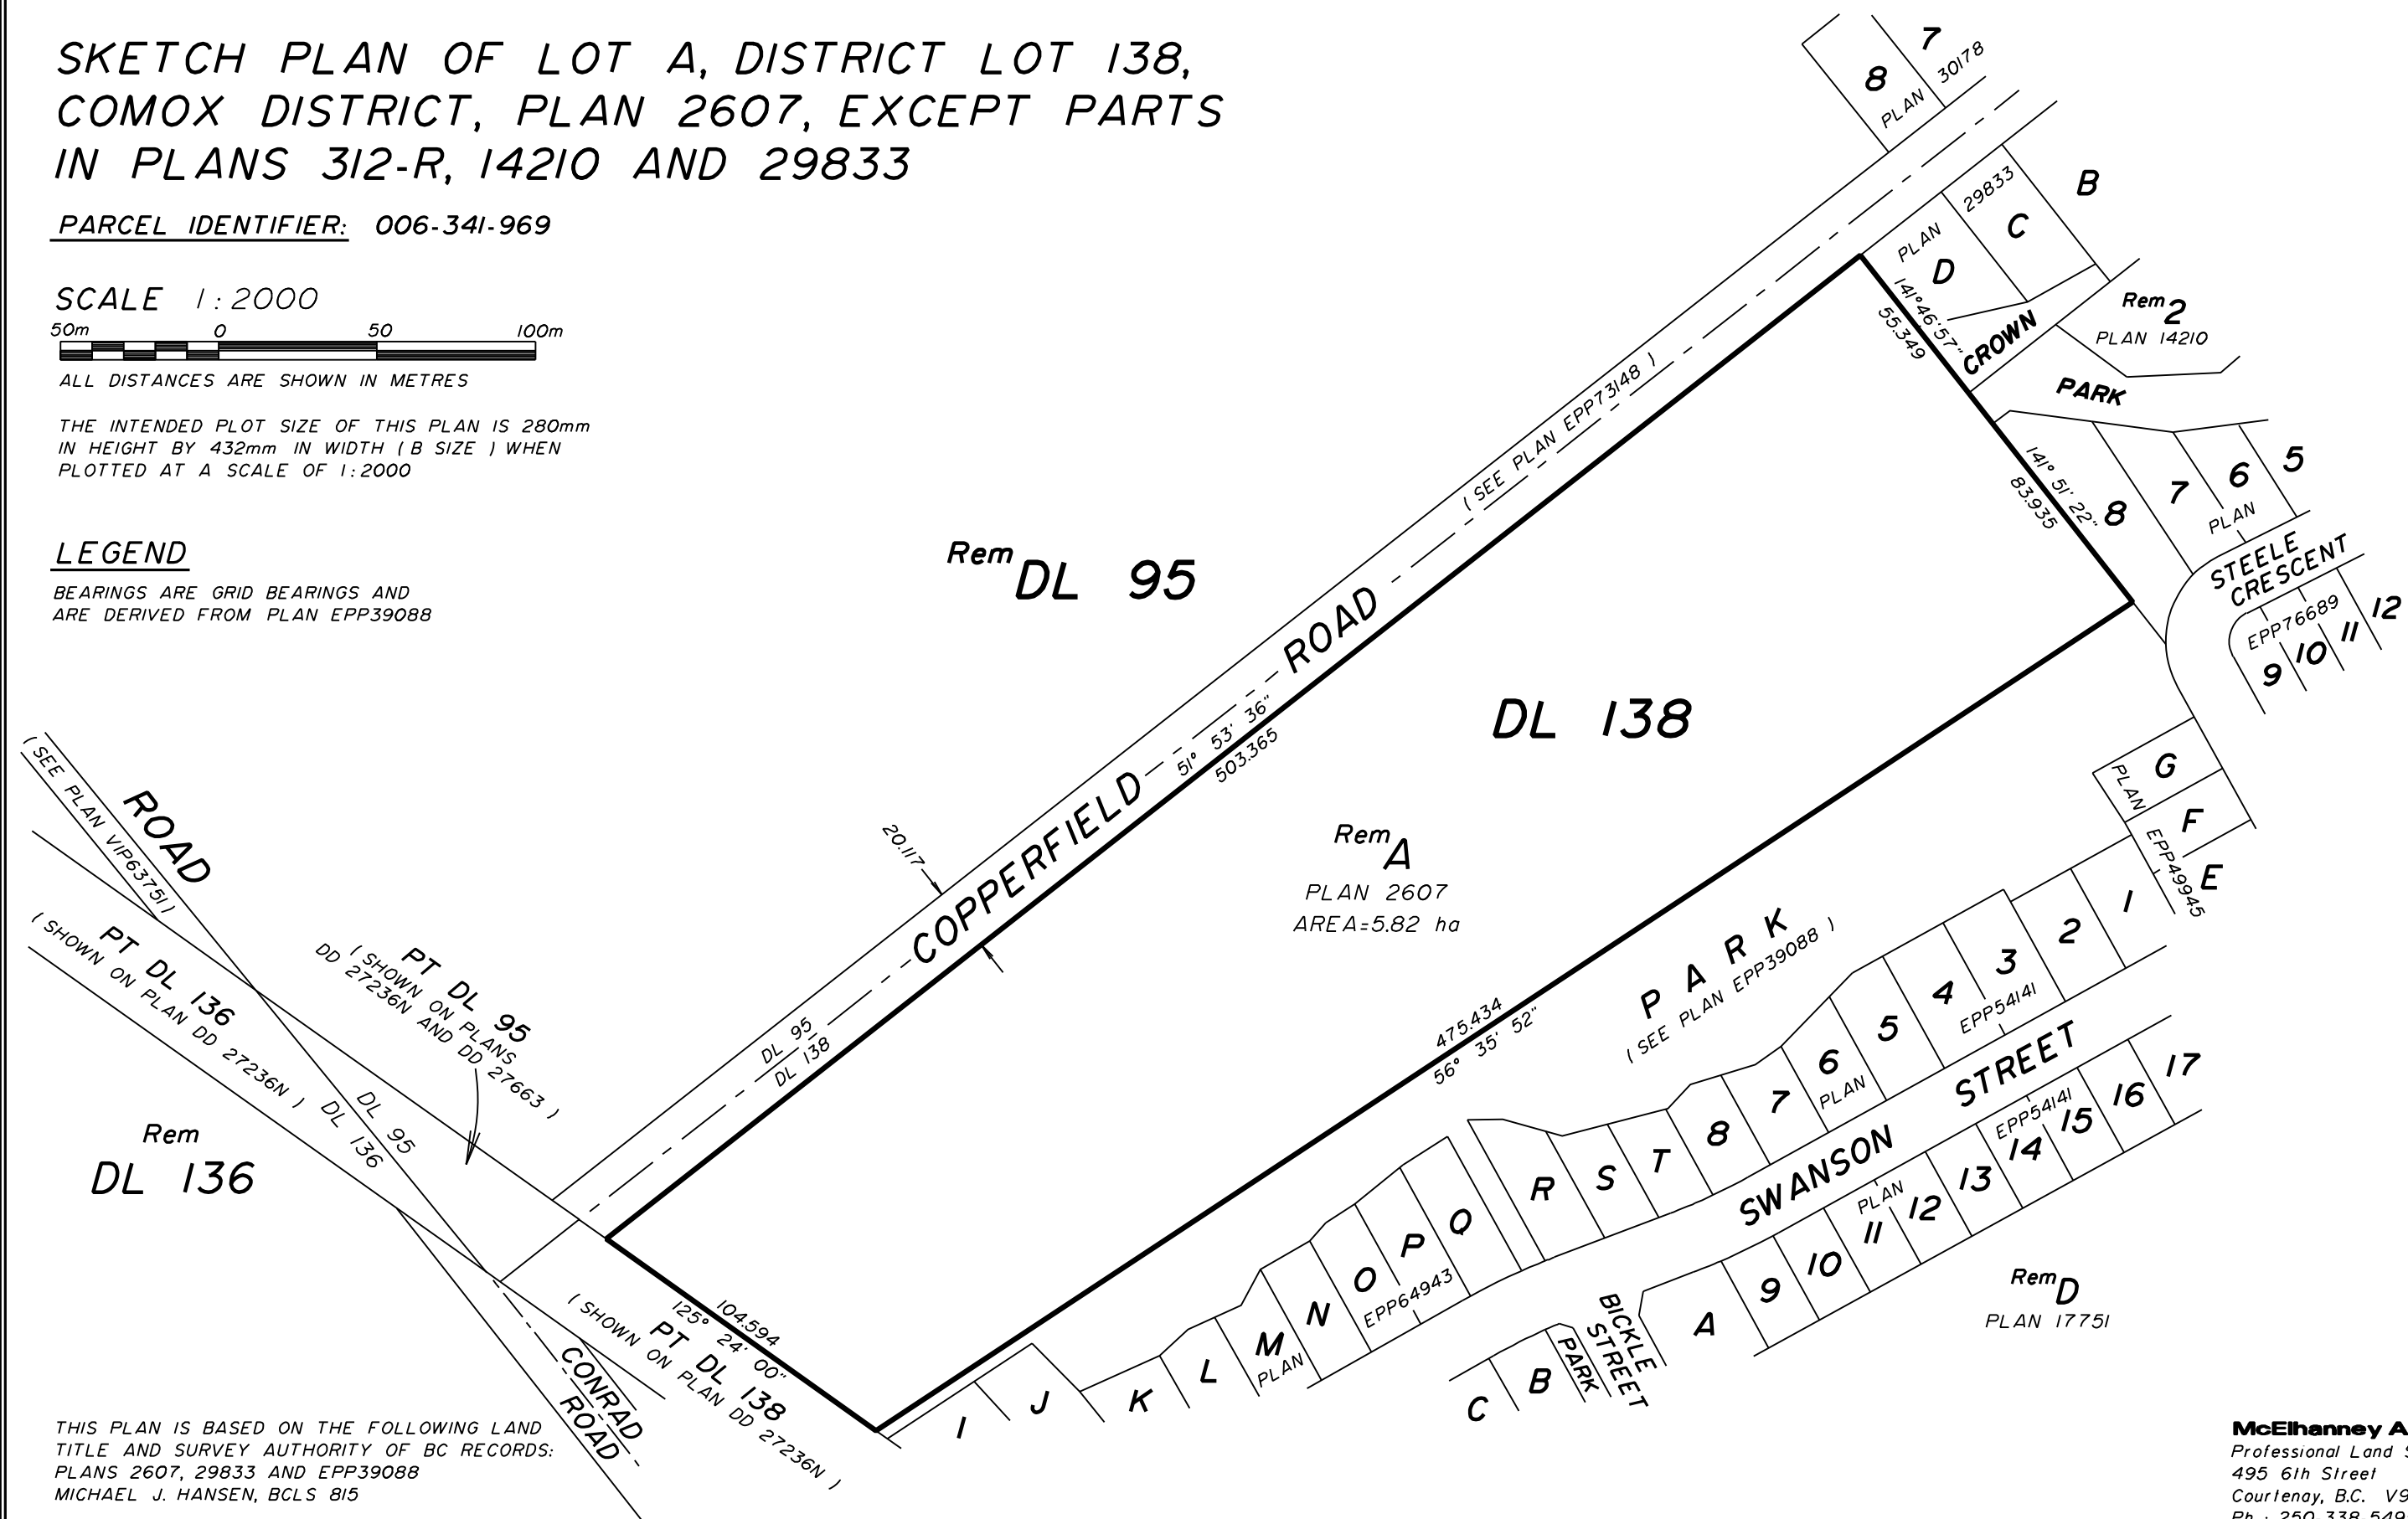 SKETCH PLAN OF LOT A, DISTRICT LOT 138,
COMOX DISTRICT, PLAN 2607, EXCEPT PARTS
IN PLANS 312-R, 14210 AND 29833
PARCEL IDENTIFIER: 006-341-969
SCALE 1:2000
50m 0 50 100m
ALL DISTANCES ARE SHOWN IN METRES
THE INTENDED PLOT SIZE OF THIS PLAN IS 280mm
IN HEIGHT BY 432mm IN WIDTH ( B SIZE ) WHEN
PLOTTED AT A SCALE OF 1:2000
LEGEND
BEARINGS ARE GRID BEARINGS AND
ARE DERIVED FROM PLAN EPP39088
7
8
PLAN 30178
B
C
D
PLAN 29833
141°46'57"
55.349
CROWN
Rem 2
PLAN 14210
PARK
141° 51' 22"
83.935
8
7
6
5
PLAN
STEELE
CRESCENT
EPP76689
9
10
11
12
( SEE PLAN EPP73148 )
Rem DL 95
COPPERFIELD ROAD
51° 53' 36"
503.365
20.117
DL 95
DL 138
DL 138
Rem A
PLAN 2607
AREA=5.82 ha
475.434
56° 35' 52"
PARK
( SEE PLAN EPP39088 )
G
F
E
PLAN EPP49945
1
2
3
4
5
6
7
8
PLAN EPP54141
T
S
R
Q
P
O
N
M
L
K
J
I
PLAN EPP64943
SWANSON STREET
17
16
15
14
13
12
11
10
9
A
PLAN EPP54141
BICKLE
STREET
PARK
B
C
Rem D
PLAN 17751
ROAD
( SEE PLAN VIP63751)
PT DL 136
( SHOWN ON PLAN DD 27236N )
PT DL 95
( SHOWN ON PLANS
DD 27236N AND DD 27663 )
DL 95
DL 136
Rem
DL 136
104.594
125° 24' 00"
PT DL 138
( SHOWN ON PLAN DD 27236N )
CONRAD
ROAD
THIS PLAN IS BASED ON THE FOLLOWING LAND
TITLE AND SURVEY AUTHORITY OF BC RECORDS:
PLANS 2607, 29833 AND EPP39088
MICHAEL J. HANSEN, BCLS 815
McElhanney A
Professional Land S
495 6th Street
Courtenay, B.C. V9
Ph : 250-338-549